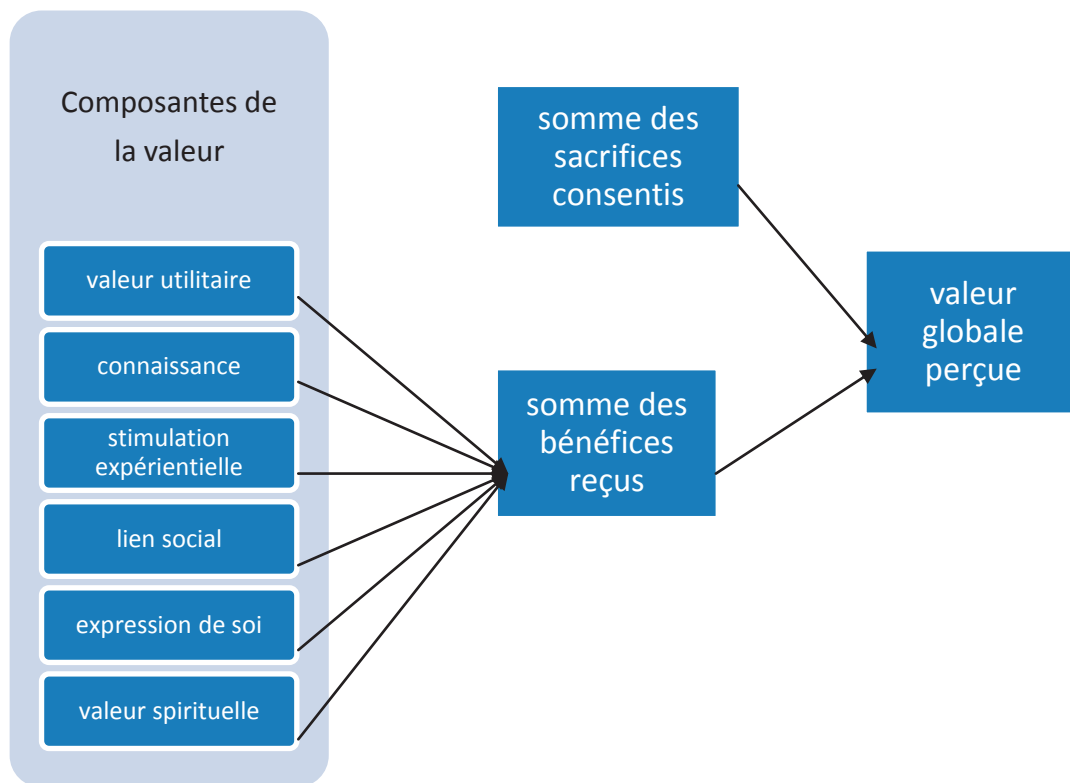 Composantes de
la valeur
valeur utilitaire
connaissance
stimulation
expérientielle
lien social
expression de soi
valeur spirituelle
somme des
sacrifices
consentis
somme des
bénéfices
reçus
valeur
globale
perçue